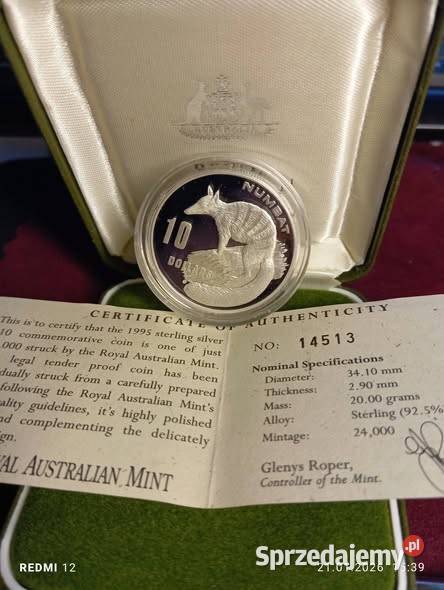 NUMBAT
10
DOLLARS
CERTIFICATE OF AUTHENTICITY
This is to certify that the 1995 sterling silver
10 commemorative coin is one of just
,000 struck by the Royal Australian Mint.
legal tender proof coin has been
dually struck from a carefully prepared
following the Royal Australian Mint's
ality guidelines, it's highly polished
nd complementing the delicately
ign.
YAL AUSTRALIAN MINT
NO: 14513
Nominal Specifications
Diameter: 34.10 mm
Thickness: 2.90 mm
Mass: 20.00 grams
Alloy: Sterling (92.5%
Mintage: 24,000
Glenys Roper,
Controller of the Mint.
REDMI 12
Sprzedajemy.pl
21.01.2026